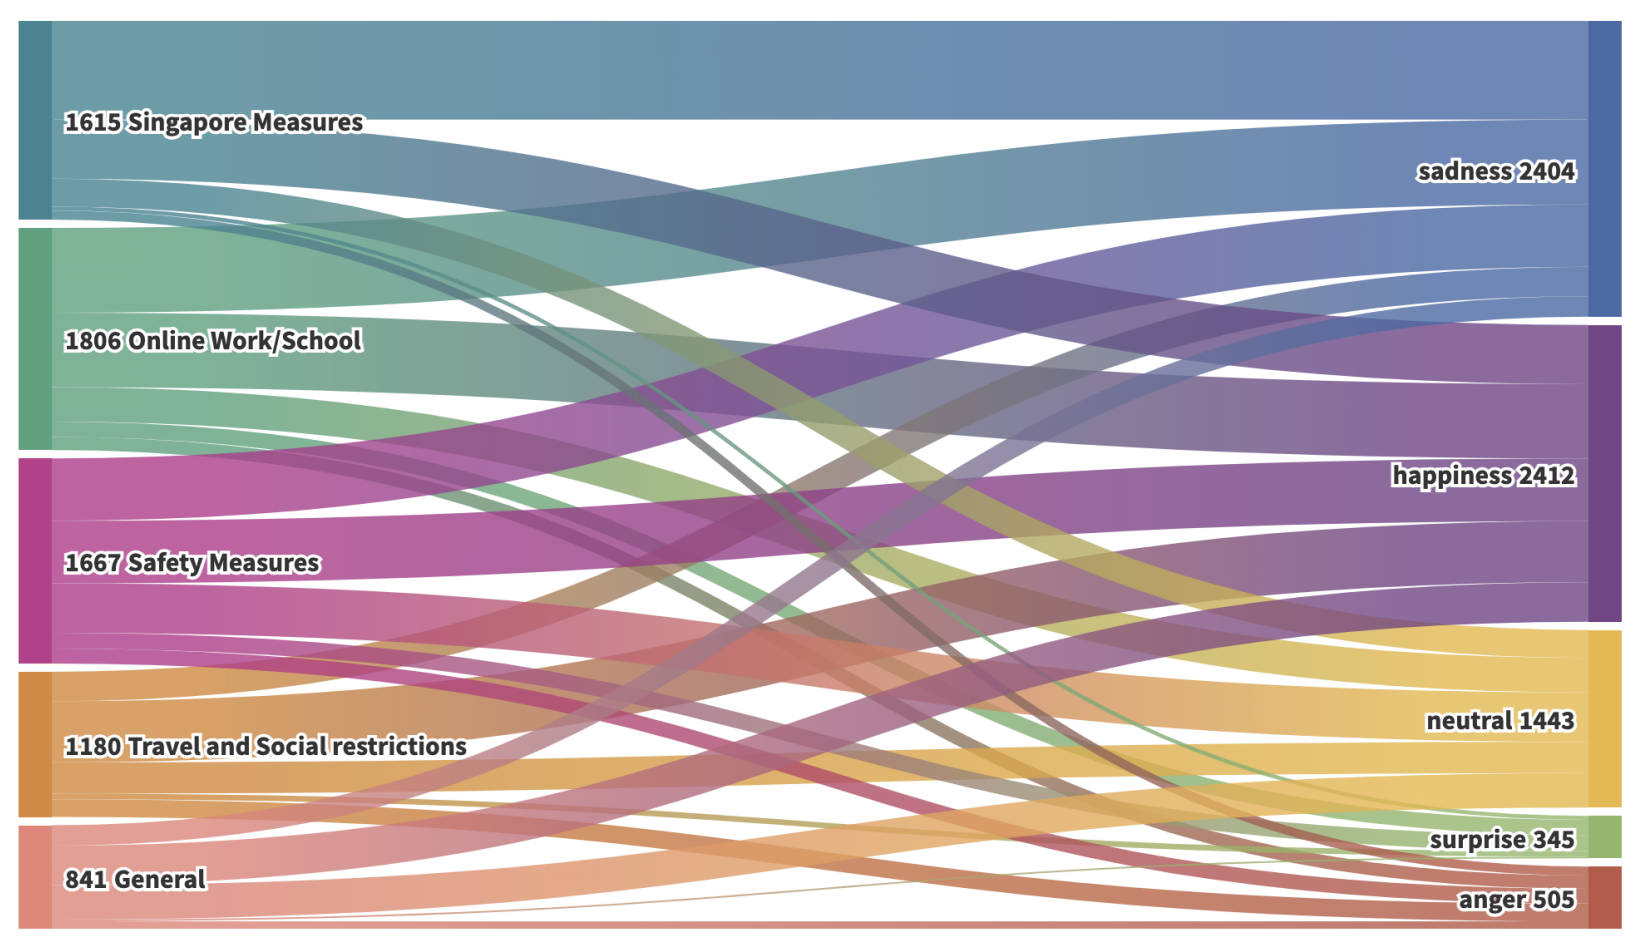 1615 Singapore Measures
sadness 2404
1806 Online Work/School
happiness 2412
1667 Safety Measures
neutral 1443
1180 Travel and Social restrictions
surprise 345
841 General
anger 505